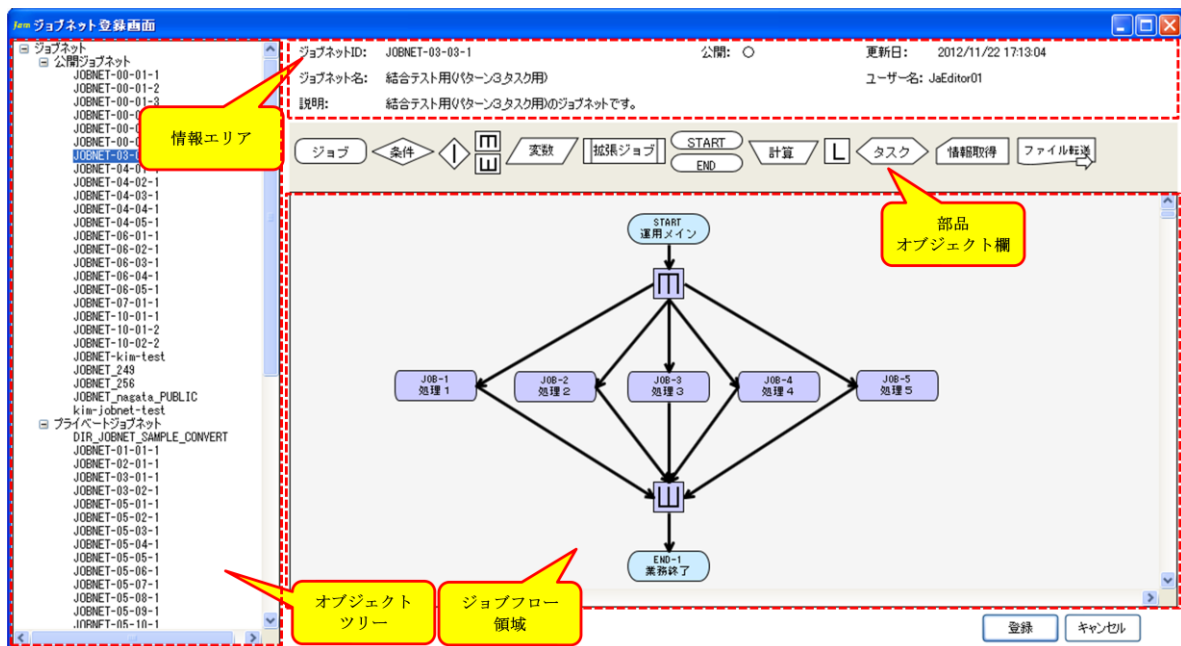 Jam ジョブネット登録画面
ジョブネット
公開ジョブネット
JOBNET-00-01-1
JOBNET-00-01-2
JOBNET-00-01-3
JOBNET-04-02-1
JOBNET-04-03-1
JOBNET-04-04-1
JOBNET-04-05-1
JOBNET-06-01-1
JOBNET-06-02-1
JOBNET-06-03-1
JOBNET-06-04-1
JOBNET-06-05-1
JOBNET-07-01-1
JOBNET-10-01-1
JOBNET-10-01-2
JOBNET-10-02-2
JOBNET-kim-test
JOBNET_249
JOBNET_256
JOBNET_nagata_PUBLIC
kim-jobnet-test
プライベートジョブネット
DIR_JOBNET_SAMPLE_CONVERT
JOBNET-01-01-1
JOBNET-02-01-1
JOBNET-03-01-1
JOBNET-03-02-1
JOBNET-05-01-1
JOBNET-05-02-1
JOBNET-05-03-1
JOBNET-05-04-1
JOBNET-05-05-1
JOBNET-05-06-1
JOBNET-05-07-1
JOBNET-05-08-1
JOBNET-05-09-1
JOBNET-05-10-1
ジョブネットID: JOBNET-03-03-1 公開: ○ 更新日: 2012/11/22 17:13:04
ジョブネット名: 結合テスト用(パターン3_タスク用) ユーザー名: JaEditor01
説明: 結合テスト用(パターン3_タスク用)のジョブネットです。
情報エリア
ジョブ 条件 変数 拡張ジョブ START 計算 L タスク 情報取得 ファイル転送
END
部品
オブジェクト欄
START
運用メイン
JOB-1 JOB-2 JOB-3 JOB-4 JOB-5
処理1 処理2 処理3 処理4 処理5
END-1
業務終了
オブジェクト
ツリー
ジョブフロー
領域
登録 キャンセル